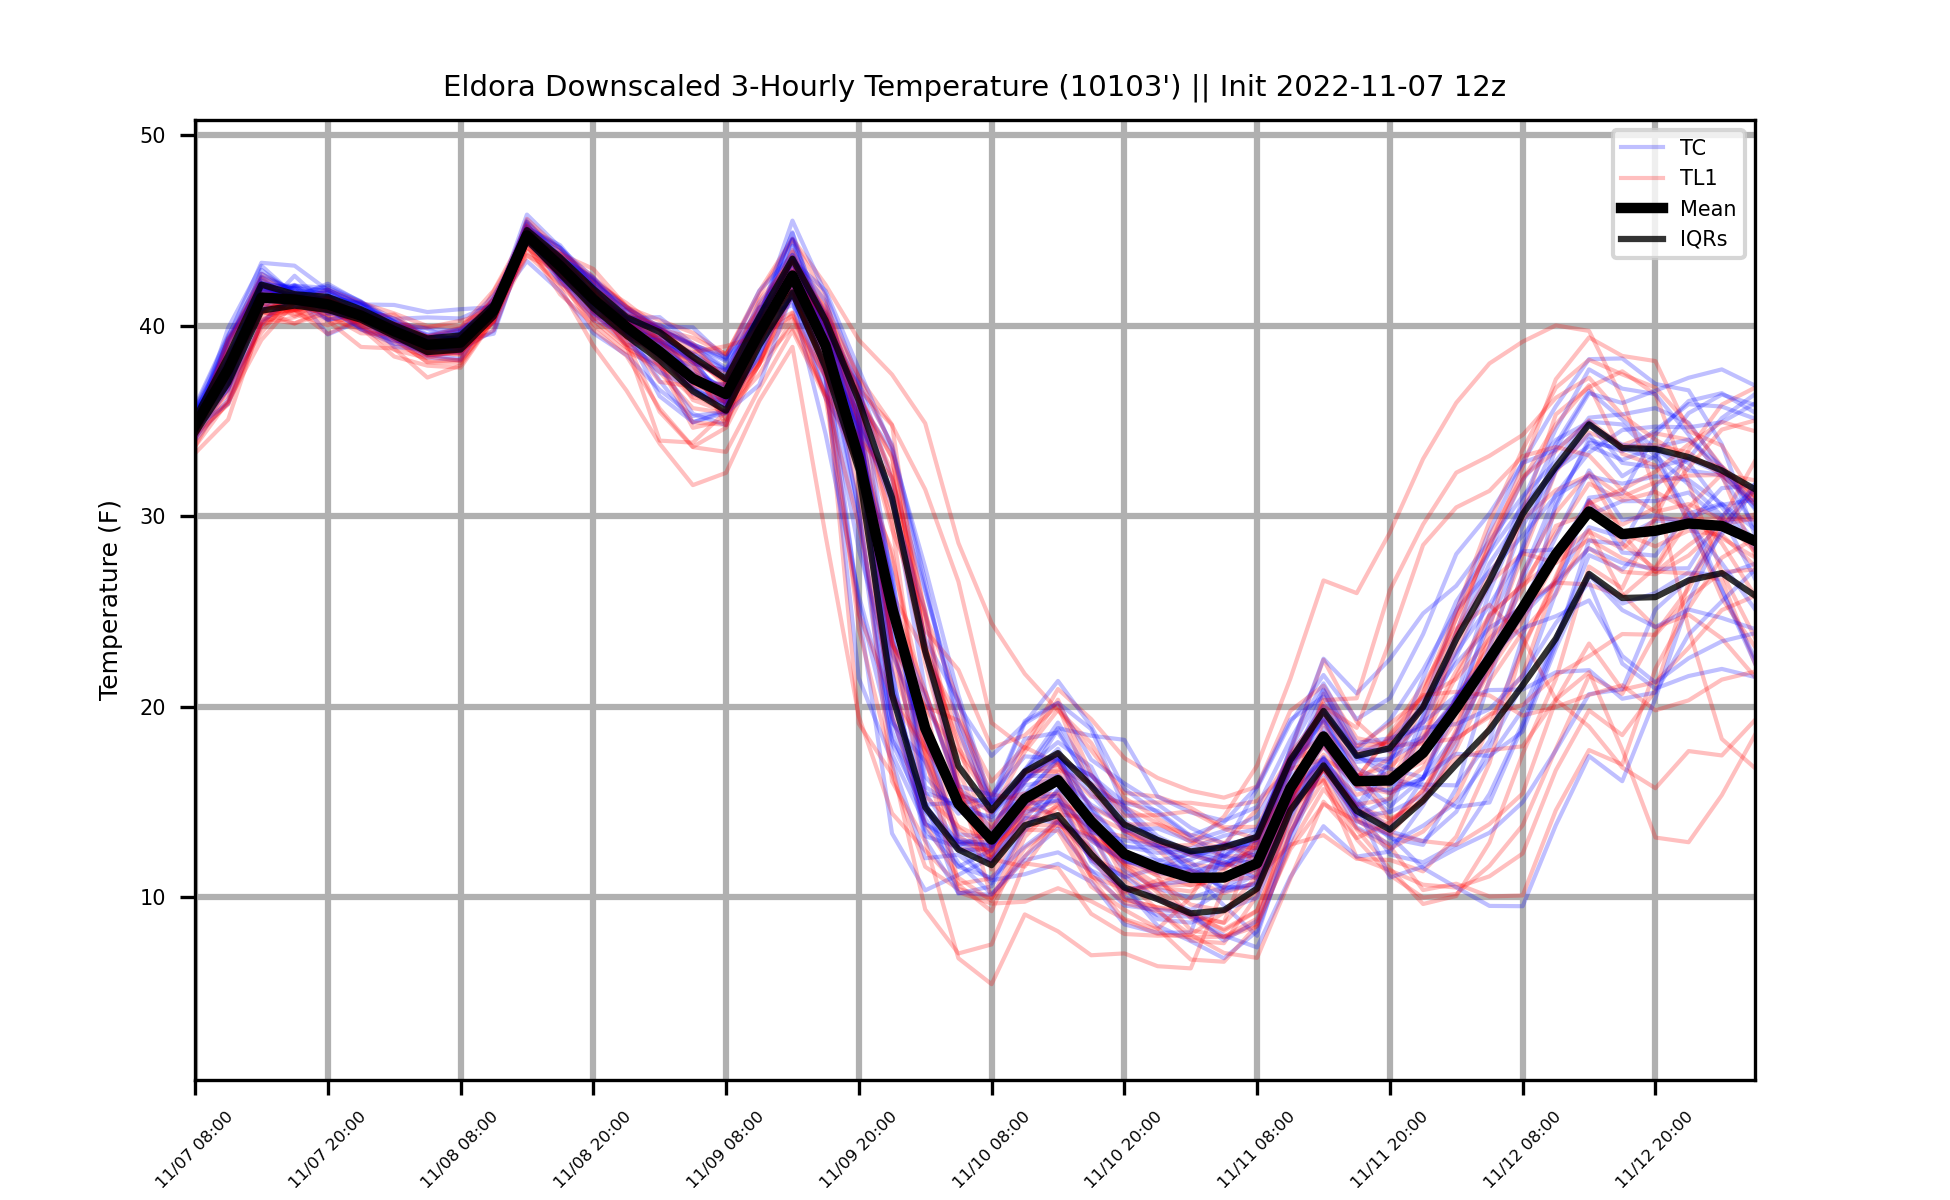 Eldora Downscaled 3-Hourly Temperature (10103') || Init 2022-11-07 12z
50
40
30
20
10
Temperature (F)
TC
TL1
Mean
IQRs
11/07 08:00
11/07 20:00
11/08 08:00
11/08 20:00
11/09 08:00
11/09 20:00
11/10 08:00
11/10 20:00
11/11 08:00
11/11 20:00
11/12 08:00
11/12 20:00